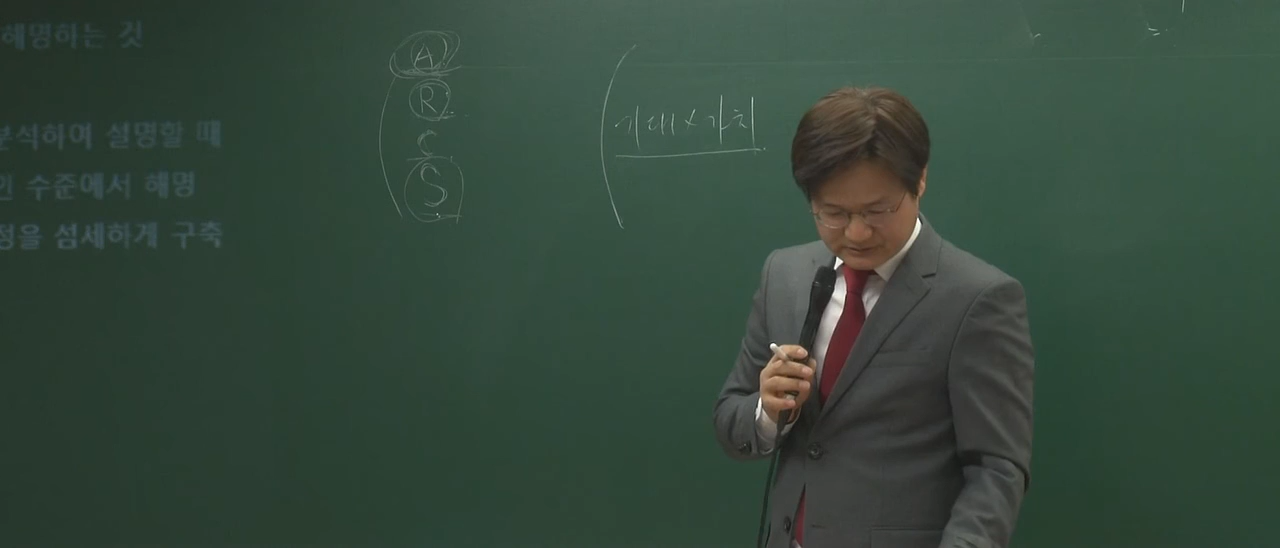 해명하는 것
분석하여 설명할 때
인 수준에서 해명
정을 섬세하게 구축
A
R
C
S
기대×가치